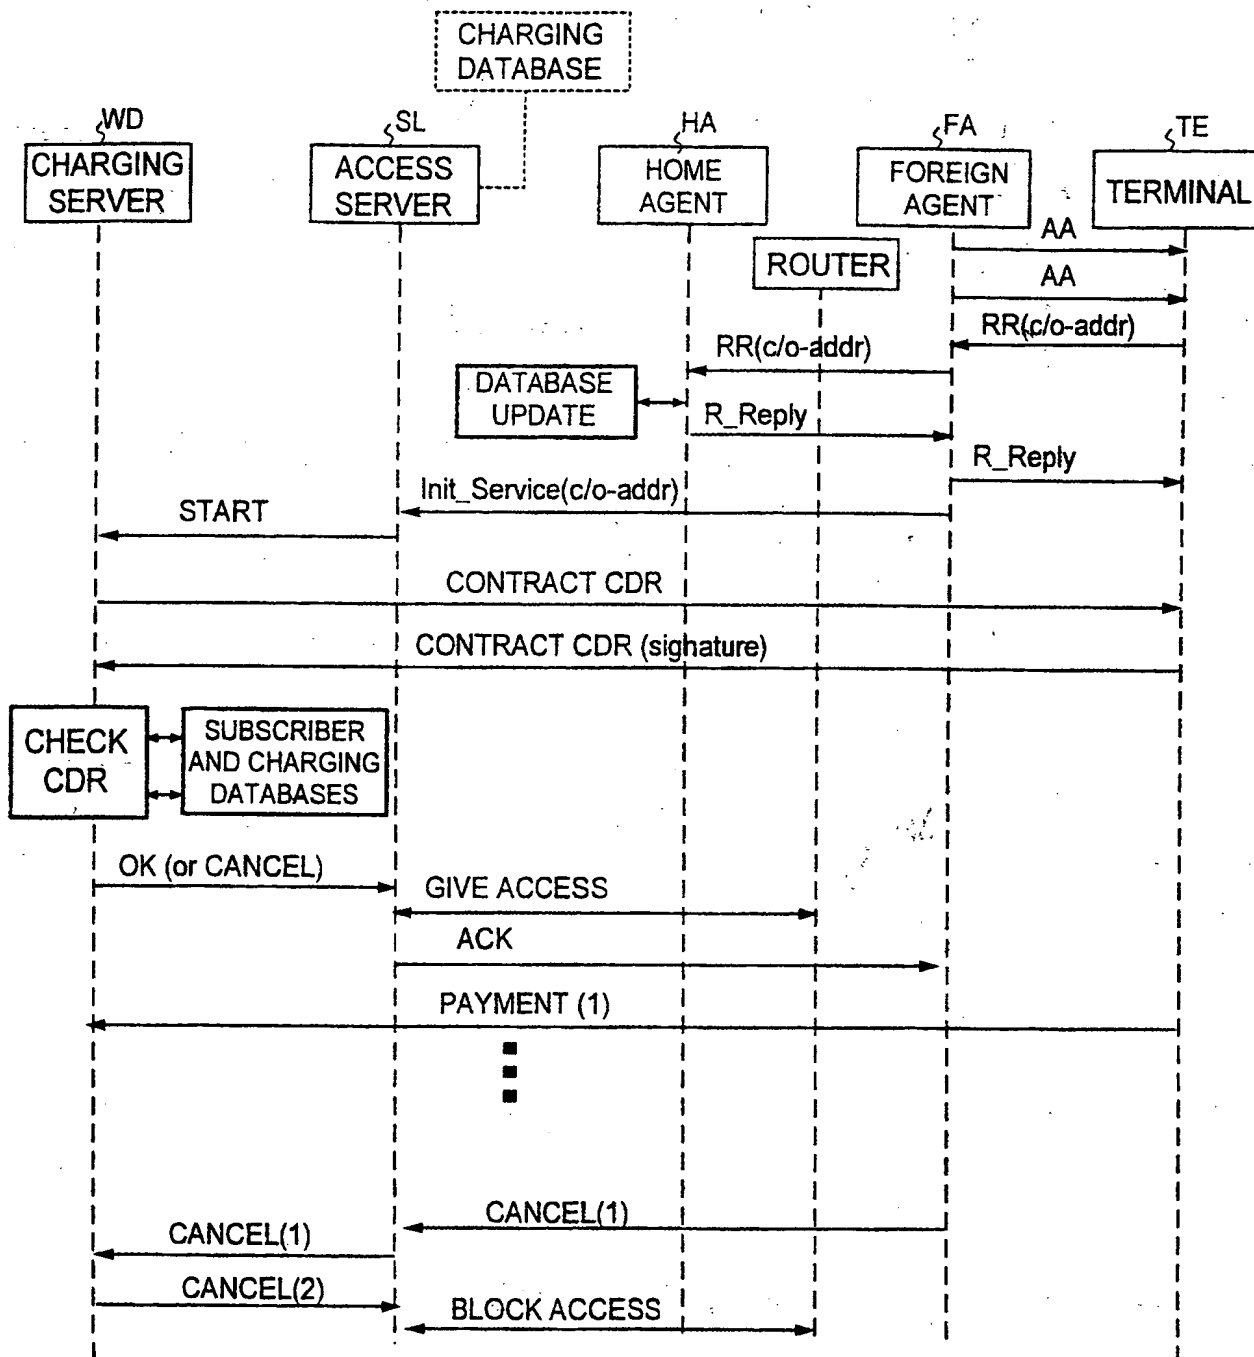 CHARGING
DATABASE
WD
SL
HA
FA
TE
CHARGING
SERVER
ACCESS
SERVER
HOME
AGENT
FOREIGN
AGENT
TERMINAL
AA
ROUTER
AA
RR(c/o-addr)
RR(c/o-addr)
DATABASE
UPDATE
R_Reply
R_Reply
Init_Service(c/o-addr)
START
CONTRACT CDR
CONTRACT CDR (signature)
CHECK
CDR
SUBSCRIBER
AND CHARGING
DATABASES
OK (or CANCEL)
GIVE ACCESS
ACK
PAYMENT (1)
CANCEL(1)
CANCEL(1)
CANCEL(2)
BLOCK ACCESS